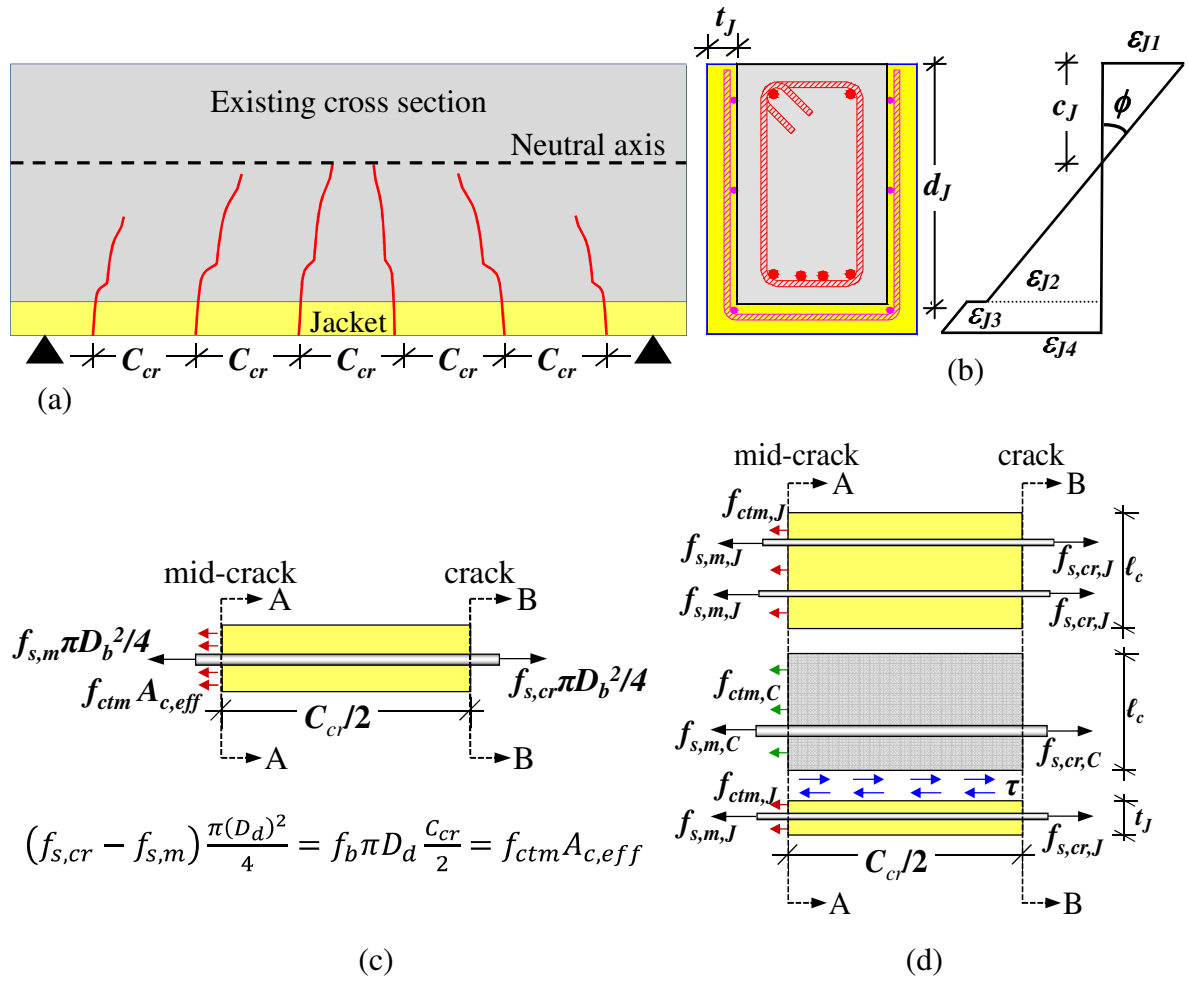 Existing cross section
Neutral axis
Jacket
C_cr C_cr C_cr C_cr C_cr
(a)
t_J
d_J
c_J
ϕ
ε_J1
ε_J2
ε_J3
ε_J4
(b)
mid-crack crack
A B
f_s,m πD_b²/4
f_ctm A_c,eff
f_s,cr πD_b²/4
C_cr/2
A B
(f_s,cr − f_s,m) π(D_d)²/4 = f_b πD_d C_cr/2 = f_ctm A_c,eff
(c)
mid-crack crack
A B
f_ctm,J
f_s,m,J f_s,cr,J
ℓ_c
f_s,m,J f_s,cr,J
f_ctm,C
ℓ_c
f_s,m,C f_s,cr,C
τ
f_ctm,J
t_J
f_s,m,J f_s,cr,J
C_cr/2
A B
(d)